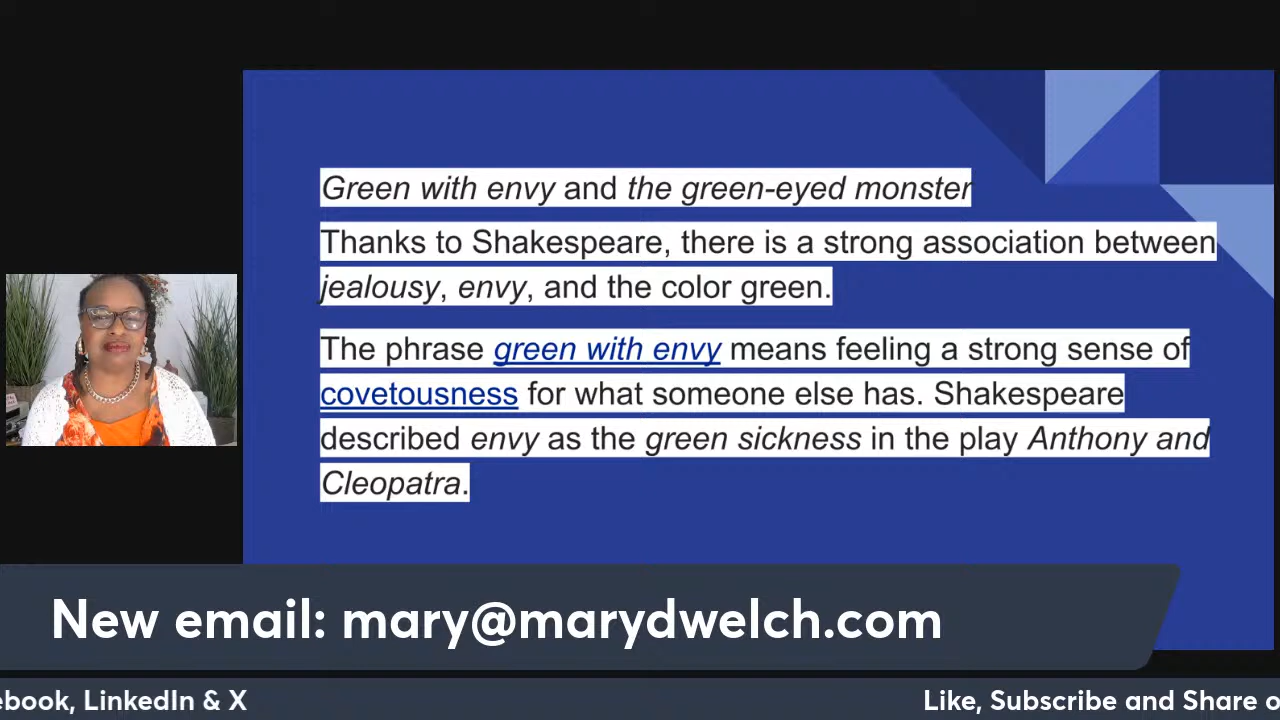 Green with envy and the green-eyed monster
Thanks to Shakespeare, there is a strong association between
jealousy, envy, and the color green.
The phrase green with envy means feeling a strong sense of
covetousness for what someone else has. Shakespeare
described envy as the green sickness in the play Anthony and
Cleopatra.
New email: mary@marydwelch.com
LinkedIn & X
Like, Subscribe and Share